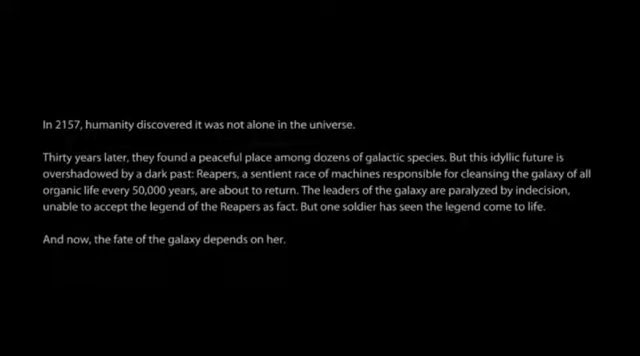 In 2157, humanity discovered it was not alone in the universe.
Thirty years later, they found a peaceful place among dozens of galactic species. But this idyllic future is
overshadowed by a dark past: Reapers, a sentient race of machines responsible for cleansing the galaxy of all
organic life every 50,000 years, are about to return. The leaders of the galaxy are paralyzed by indecision,
unable to accept the legend of the Reapers as fact. But one soldier has seen the legend come to life.
And now, the fate of the galaxy depends on her.